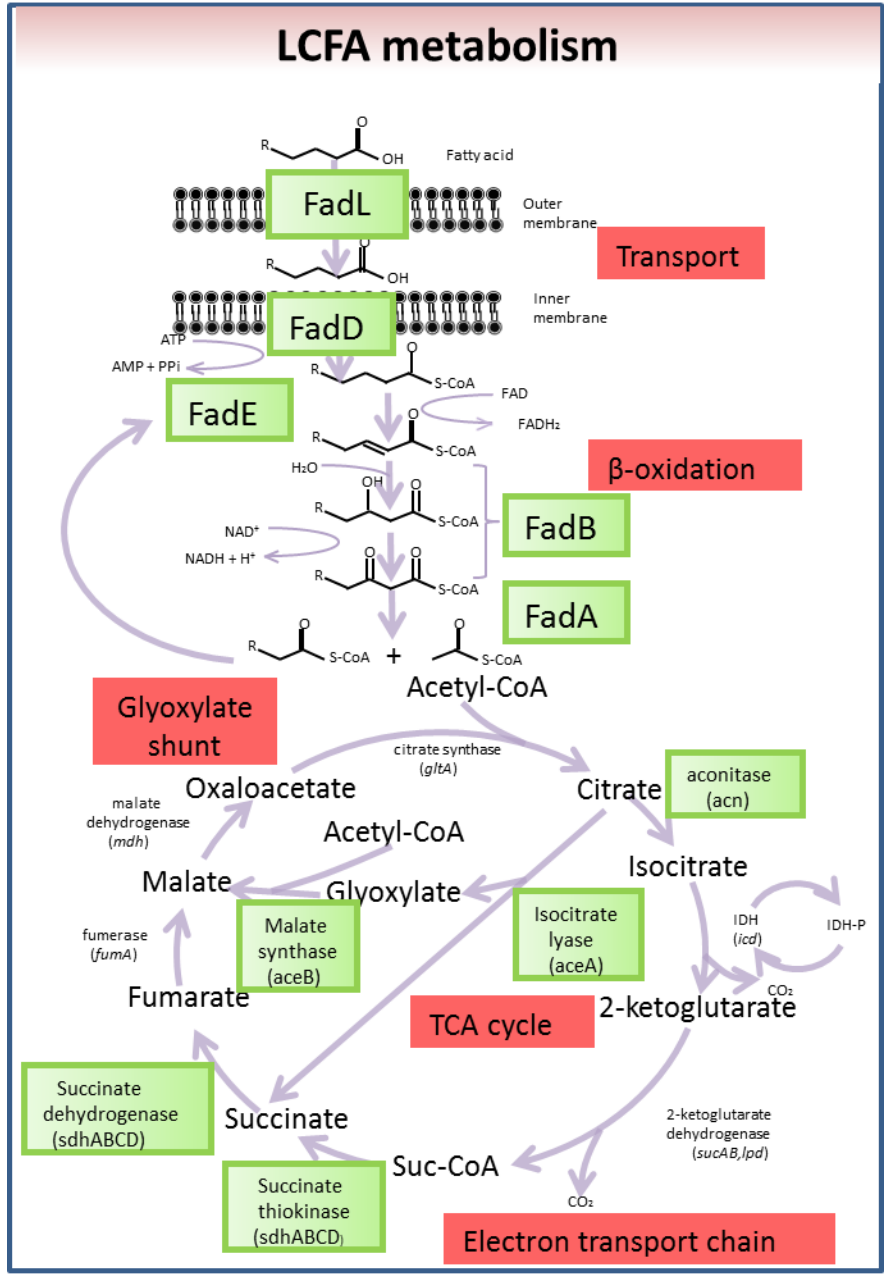 LCFA metabolism
R
O
OH
Fatty acid
FadL
Outer
membrane
Transport
R
O
OH
Inner
membrane
FadD
ATP
AMP + PPi
R
O
S-CoA
FadE
FAD
FADH₂
R
O
S-CoA
β-oxidation
H₂O
OH
O
R
S-CoA
FadB
NAD⁺
NADH + H⁺
O
O
R
S-CoA
FadA
R
O
S-CoA
+
O
S-CoA
Acetyl-CoA
Glyoxylate
shunt
citrate synthase
(gltA)
Oxaloacetate
Citrate
aconitase
(acn)
malate
dehydrogenase
(mdh)
Acetyl-CoA
Isocitrate
Malate
Glyoxylate
Malate
synthase
(aceB)
Isocitrate
lyase
(aceA)
IDH
(icd)
IDH-P
fumerase
(fumA)
CO₂
Fumarate
TCA cycle
2-ketoglutarate
Succinate
dehydrogenase
(sdhABCD)
Succinate
2-ketoglutarate
dehydrogenase
(sucAB,lpd)
Suc-CoA
Succinate
thiokinase
(sdhABCD)
CO₂
Electron transport chain